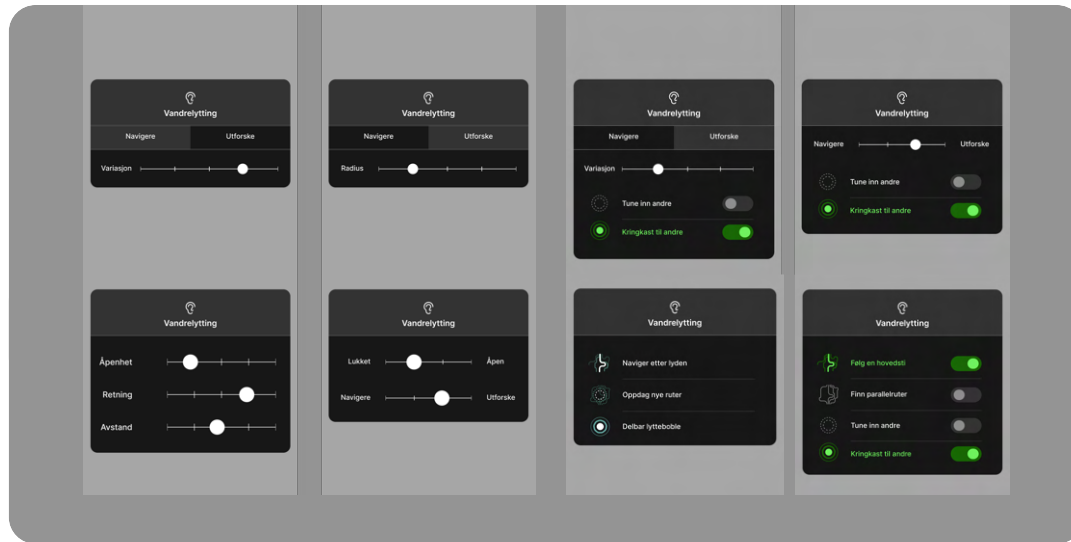 Vandrelytting
Navigere Utforske
Variasjon
Vandrelytting
Navigere Utforske
Radius
Vandrelytting
Navigere Utforske
Variasjon
Tune inn andre
Kringkast til andre
Vandrelytting
Navigere Utforske
Tune inn andre
Kringkast til andre
Vandrelytting
Åpenhet
Retning
Avstand
Vandrelytting
Lukket Åpen
Navigere Utforske
Vandrelytting
Naviger etter lyden
Oppdag nye ruter
Delbar lytteboble
Vandrelytting
Følg en hovedsti
Finn parallelruter
Tune inn andre
Kringkast til andre